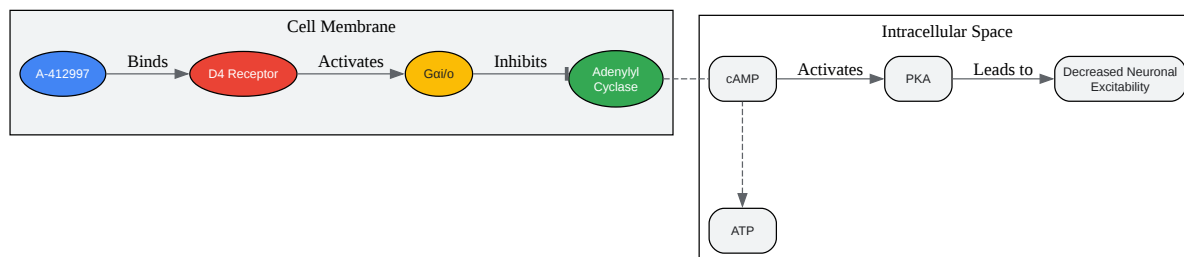 Cell Membrane
A-412997
Binds
D4 Receptor
Activates
Gαi/o
Inhibits
Adenylyl
Cyclase
Intracellular Space
cAMP
Activates
PKA
Leads to
Decreased Neuronal
Excitability
ATP